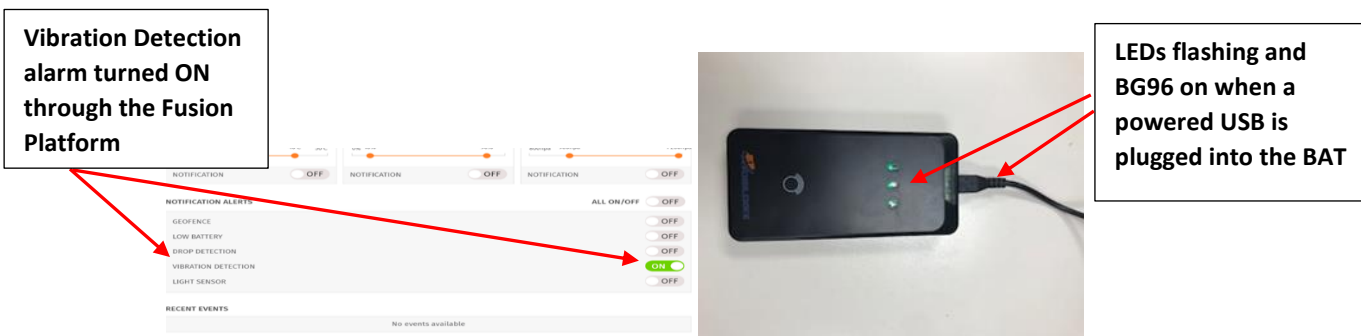 Vibration Detection
alarm turned ON
through the Fusion
Platform
NOTIFICATION OFF NOTIFICATION OFF NOTIFICATION OFF
NOTIFICATION ALERTS ALL ON/OFF OFF
GEOFENCE OFF
LOW BATTERY OFF
DROP DETECTION OFF
VIBRATION DETECTION ON
LIGHT SENSOR OFF
RECENT EVENTS
No events available
LEDs flashing and
BG96 on when a
powered USB is
plugged into the BAT